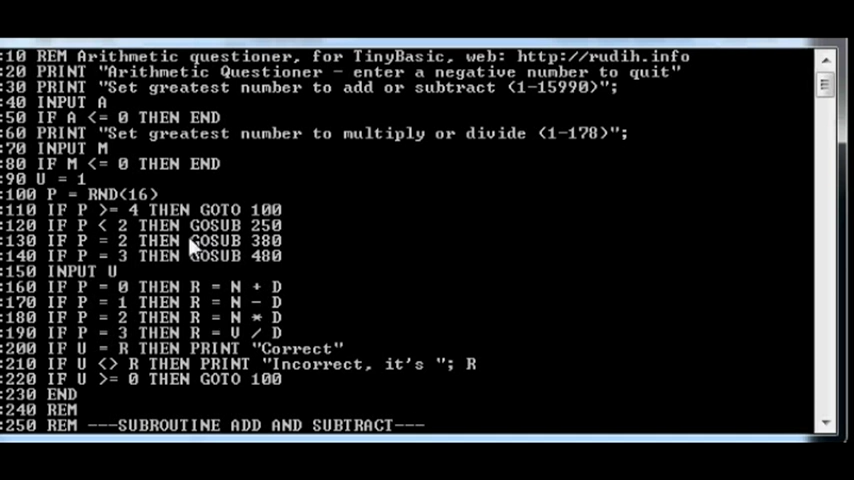 :10 REM Arithmetic questioner, for TinyBasic, web: http://rudih.info
:20 PRINT "Arithmetic Questioner - enter a negative number to quit"
:30 PRINT "Set greatest number to add or subtract (1-15990)";
:40 INPUT A
:50 IF A <= 0 THEN END
:60 PRINT "Set greatest number to multiply or divide (1-178)";
:70 INPUT M
:80 IF M <= 0 THEN END
:90 U = 1
:100 P = RND(16)
:110 IF P >= 4 THEN GOTO 100
:120 IF P < 2 THEN GOSUB 250
:130 IF P = 2 THEN GOSUB 380
:140 IF P = 3 THEN GOSUB 480
:150 INPUT U
:160 IF P = 0 THEN R = N + D
:170 IF P = 1 THEN R = N - D
:180 IF P = 2 THEN R = N * D
:190 IF P = 3 THEN R = V / D
:200 IF U = R THEN PRINT "Correct"
:210 IF U <> R THEN PRINT "Incorrect, it's "; R
:220 IF U >= 0 THEN GOTO 100
:230 END
:240 REM
:250 REM ---SUBROUTINE ADD AND SUBTRACT---